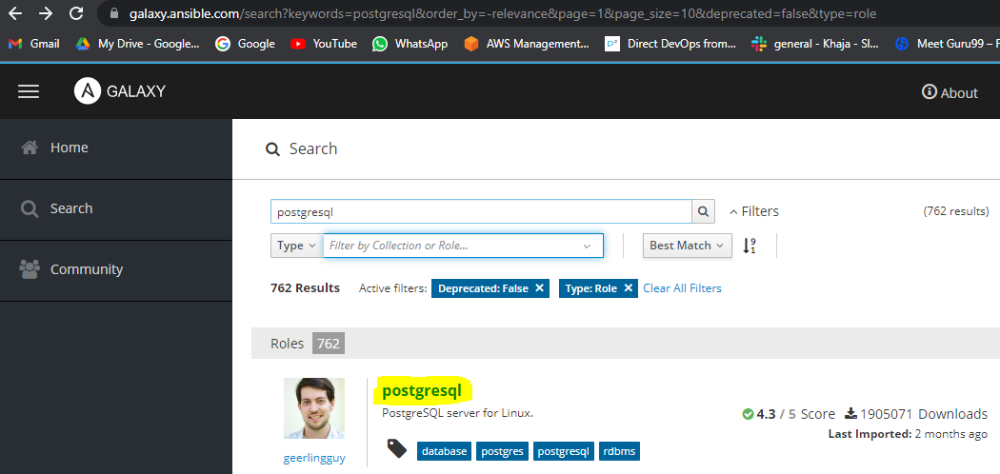 galaxy.ansible.com/search?keywords=postgresql&order_by=-relevance&page=1&page_size=10&deprecated=false&type=role
Gmail My Drive - Google... Google YouTube WhatsApp AWS Management... Direct DevOps from... general - Khaja - Sl... Meet Guru99 – F
GALAXY About
Home
Search
Community
Search
postgresql Filters (762 results)
Type Filter by Collection or Role... Best Match
762 Results Active filters: Deprecated: False ✕ Type: Role ✕ Clear All Filters
Roles 762
postgresql
PostgreSQL server for Linux.
database postgres postgresql rdbms
geerlingguy
4.3 / 5 Score 1905071 Downloads
Last Imported: 2 months ago